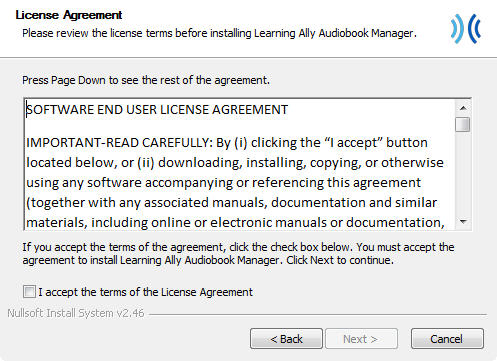 License Agreement
Please review the license terms before installing Learning Ally Audiobook Manager.
Press Page Down to see the rest of the agreement.
SOFTWARE END USER LICENSE AGREEMENT
IMPORTANT-READ CAREFULLY: By (i) clicking the “I accept” button
located below, or (ii) downloading, installing, copying, or otherwise
using any software accompanying or referencing this agreement
(together with any associated manuals, documentation and similar
materials, including online or electronic manuals or documentation,
If you accept the terms of the agreement, click the check box below. You must accept the
agreement to install Learning Ally Audiobook Manager. Click Next to continue.
I accept the terms of the License Agreement
Nullsoft Install System v2.46
< Back Next > Cancel